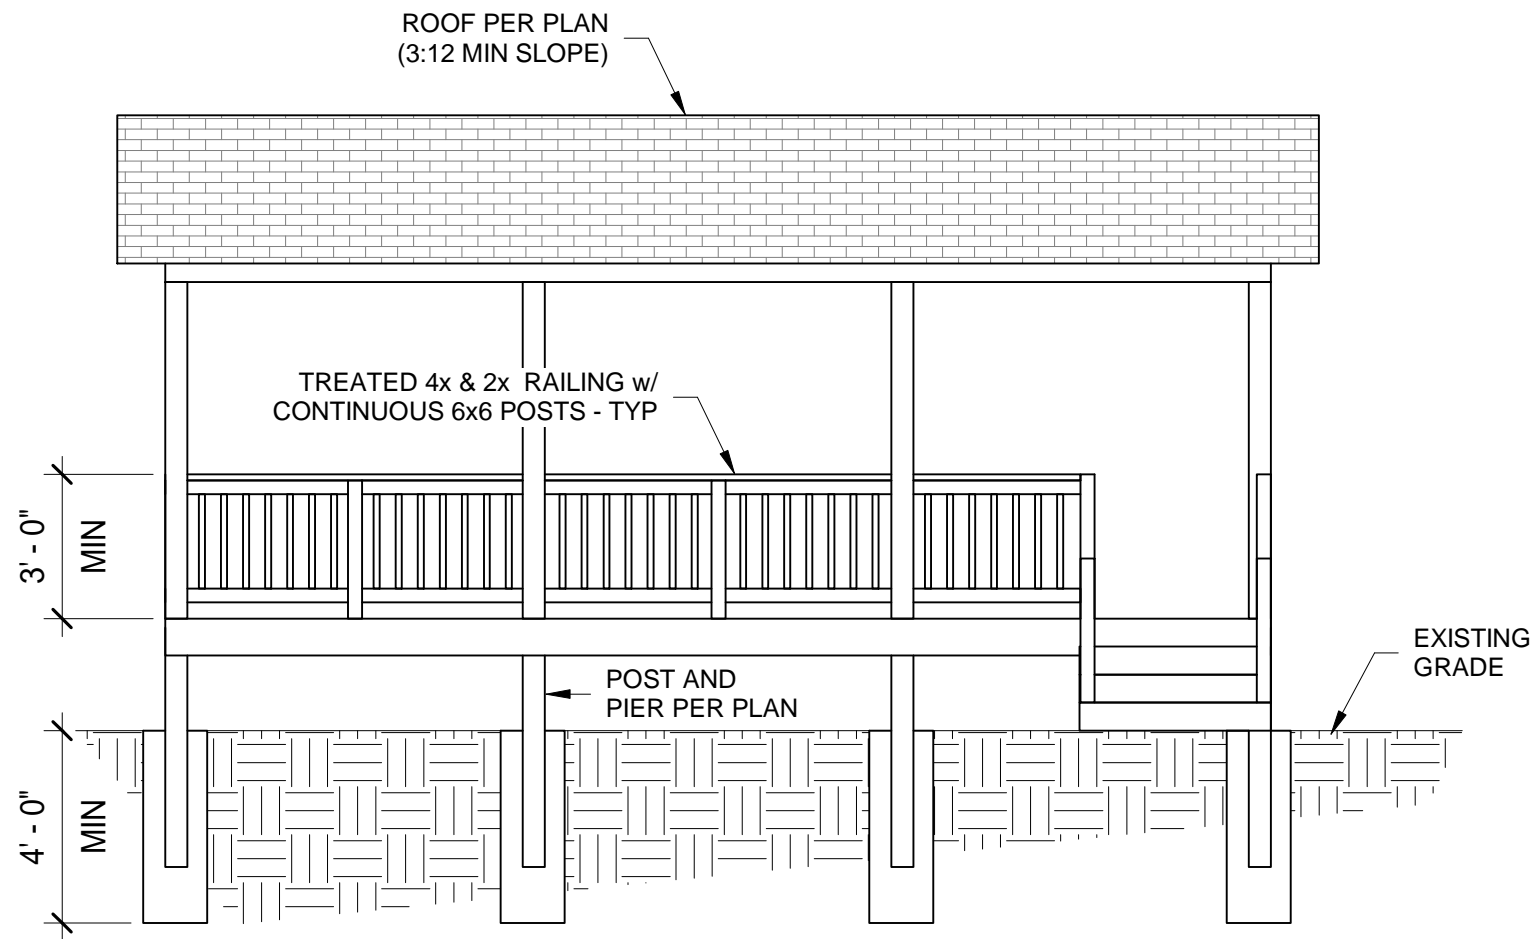 ROOF PER PLAN
(3:12 MIN SLOPE)
TREATED 4x & 2x  RAILING w/
CONTINUOUS 6x6 POSTS - TYP
3' - 0"
MIN
EXISTING
GRADE
POST AND
PIER PER PLAN
4' - 0"
MIN